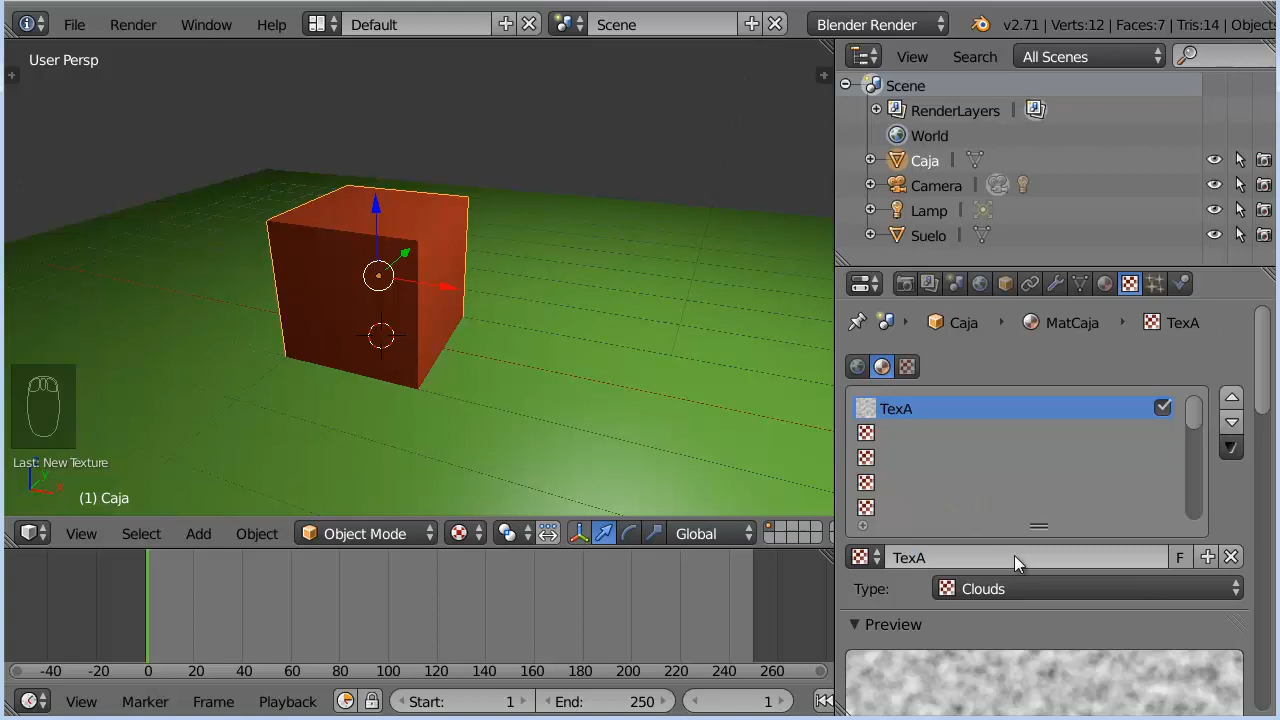 File Render Window Help Default Scene Blender Render v2.71 | Verts:12 | Faces:7 | Tris:14 | Object
User Persp
View Search All Scenes
Scene
RenderLayers
World
Caja
Camera
Lamp
Suelo
Caja MatCaja TexA
TexA
Last: New Texture
(1) Caja
View Select Add Object Object Mode Global
TexA F
Type: Clouds
Preview
-40 -20 0 20 40 60 80 100 120 140 160 180 200 220 240 260
View Marker Frame Playback Start: 1 End: 250 1